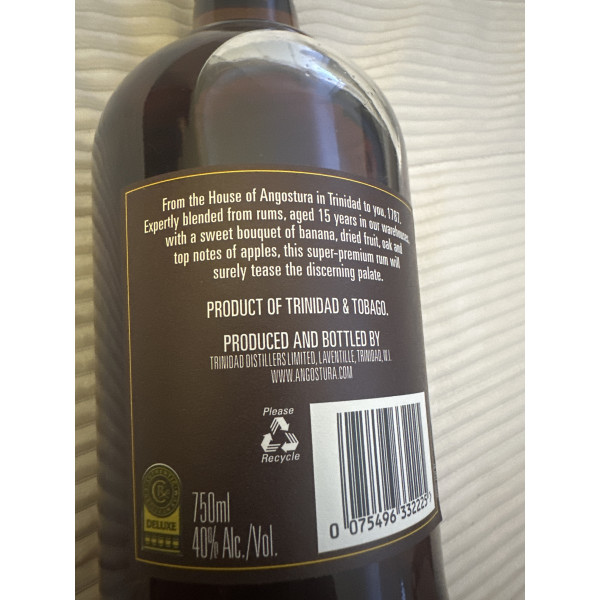 From the House of Angostura in Trinidad to you, 1787.
Expertly blended from rums, aged 15 years in our warehouses,
with a sweet bouquet of banana, dried fruit, oak and
top notes of apples, this super-premium rum will
surely tease the discerning palate.
PRODUCT OF TRINIDAD & TOBAGO.
PRODUCED AND BOTTLED BY
TRINIDAD DISTILLERS LIMITED, LAVENTILLE, TRINIDAD, W.I.
WWW.ANGOSTURA.COM
Please
Recycle
DELUXE
750ml
40% Alc./Vol.
0 075496 332225